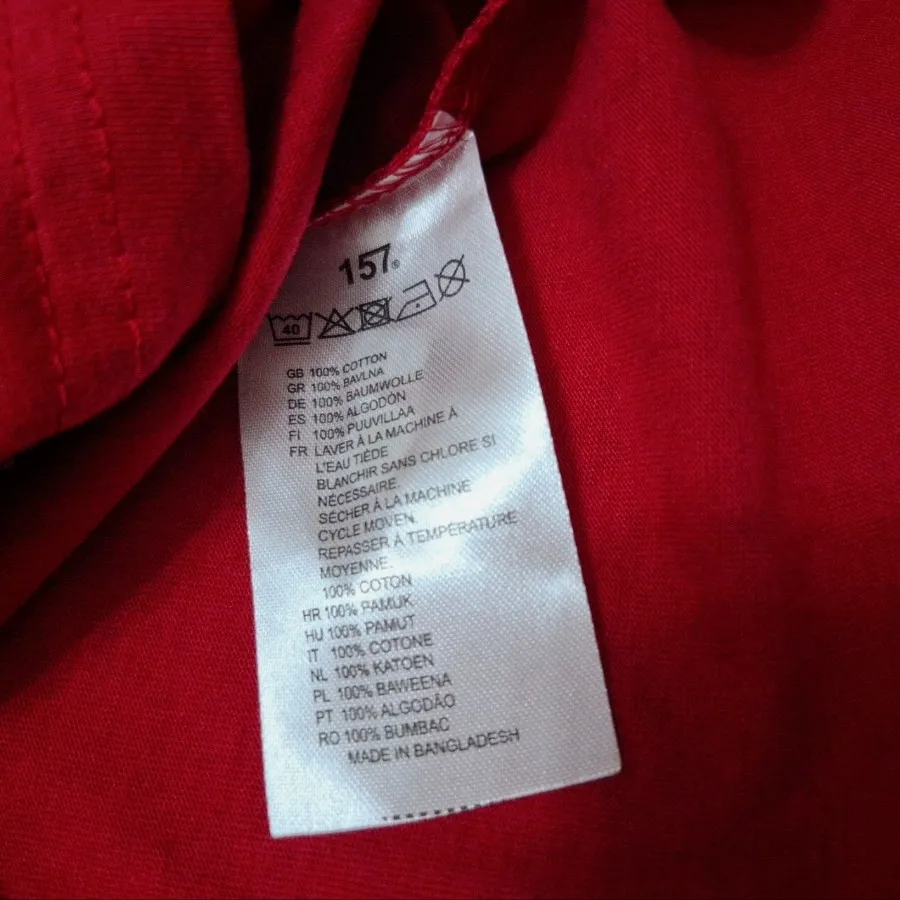 157®
40
GB 100% COTTON
GR 100% BAVLNA
DE 100% BAUMWOLLE
ES 100% ALGODÓN
FI 100% PUUVILLAA
FR LAVER À LA MACHINE À
L'EAU TIÈDE
BLANCHIR SANS CHLORE SI
NÉCESSAIRE.
SÉCHER À LA MACHINE
CYCLE MOYEN.
REPASSER À TEMPÉRATURE
MOYENNE.
100% COTON
HR 100% PAMUK
HU 100% PAMUT
IT 100% COTONE
NL 100% KATOEN
PL 100% BAWEENA
PT 100% ALGODÃO
RO 100% BUMBAC
MADE IN BANGLADESH